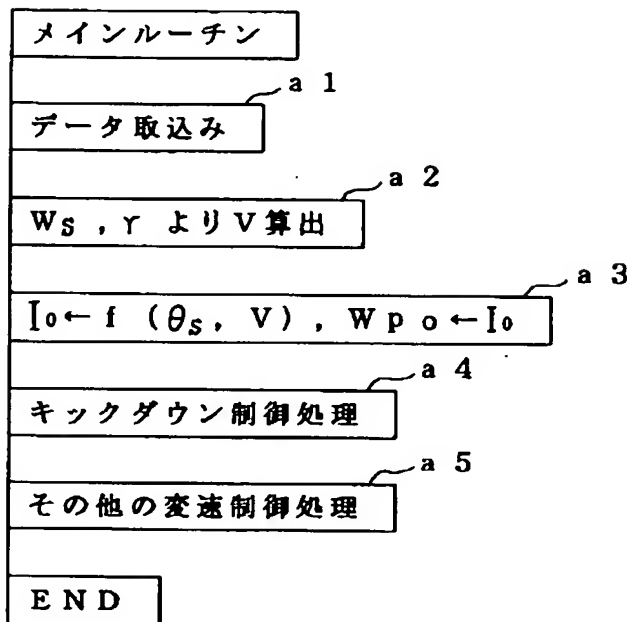 メインルーチン
a 1
データ取込み
a 2
WS , γ よりV算出
a 3
I0← f (θS, V) , W p o ←I0
a 4
キックダウン制御処理
a 5
その他の変速制御処理
E N D